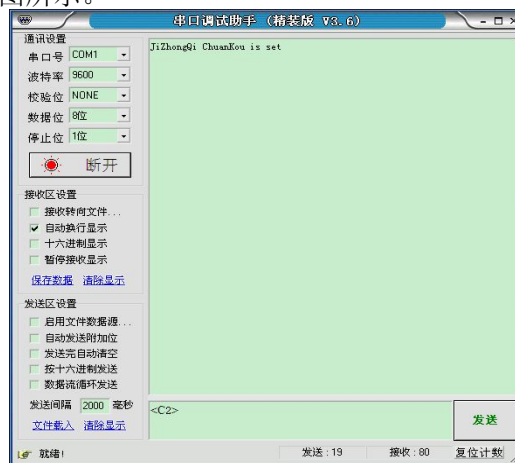 图所示。
串口调试助手（精装版 V3.6）
通讯设置
串口号 COM1
波特率 9600
校验位 NONE
数据位 8位
停止位 1位
断开
接收区设置
接收转向文件...
自动换行显示
十六进制显示
暂停接收显示
保存数据 清除显示
JiZhongQi ChuanKou is set
发送区设置
启用文件数据源...
自动发送附加位
发送完自动清空
按十六进制发送
数据流循环发送
发送间隔 2000 毫秒
文件载入 清除显示
<C2>
发送
就绪!
发送:19
接收:80
复位计数